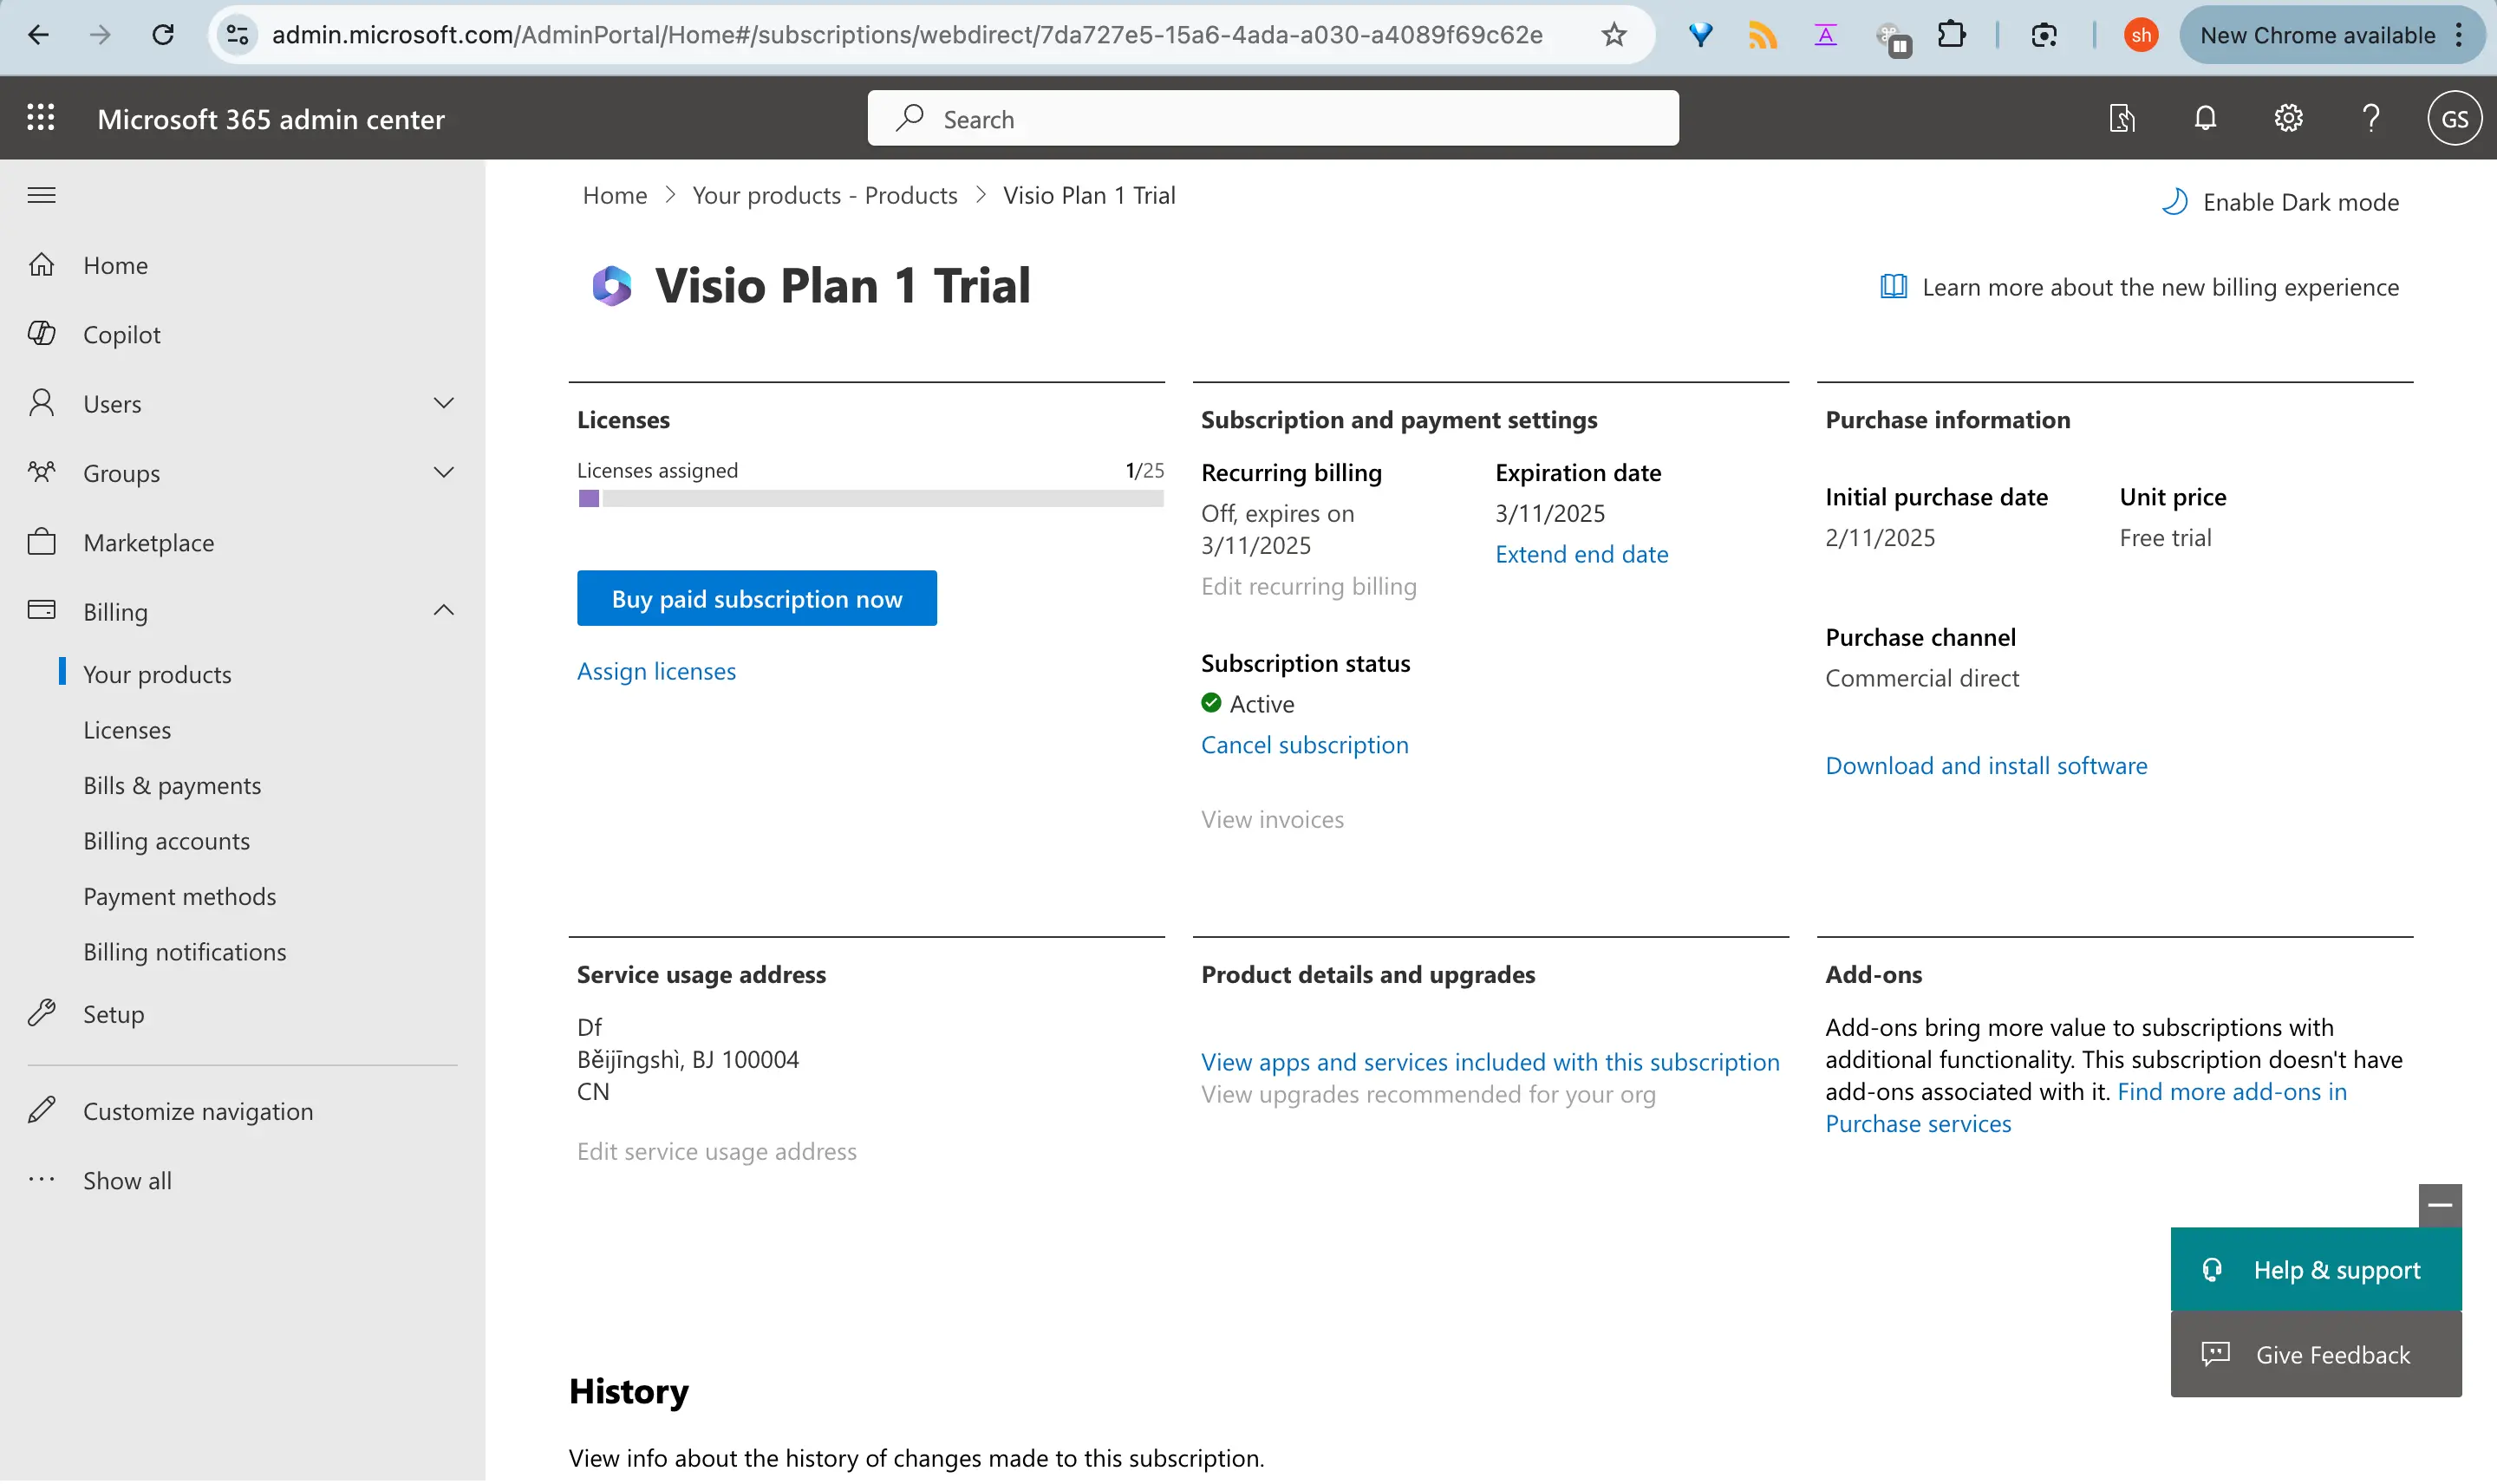 admin.microsoft.com/AdminPortal/Home#/subscriptions/webdirect/7da727e5-15a6-4ada-a030-a4089f69c62e
A
sh
New Chrome available
Microsoft 365 admin center
Search
GS
Home
Copilot
Users
Groups
Marketplace
Billing
Your products
Licenses
Bills & payments
Billing accounts
Payment methods
Billing notifications
Setup
Customize navigation
Show all
Home > Your products - Products > Visio Plan 1 Trial
Enable Dark mode
Visio Plan 1 Trial
Learn more about the new billing experience
Licenses
Licenses assigned 1/25
Buy paid subscription now
Assign licenses
Subscription and payment settings
Recurring billing
Off, expires on
3/11/2025
Edit recurring billing
Expiration date
3/11/2025
Extend end date
Subscription status
Active
Cancel subscription
View invoices
Purchase information
Initial purchase date
2/11/2025
Unit price
Free trial
Purchase channel
Commercial direct
Download and install software
Service usage address
Df
Běijīngshì, BJ 100004
CN
Edit service usage address
Product details and upgrades
View apps and services included with this subscription
View upgrades recommended for your org
Add-ons
Add-ons bring more value to subscriptions with
additional functionality. This subscription doesn't have
add-ons associated with it. Find more add-ons in
Purchase services
Help & support
Give Feedback
History
View info about the history of changes made to this subscription.